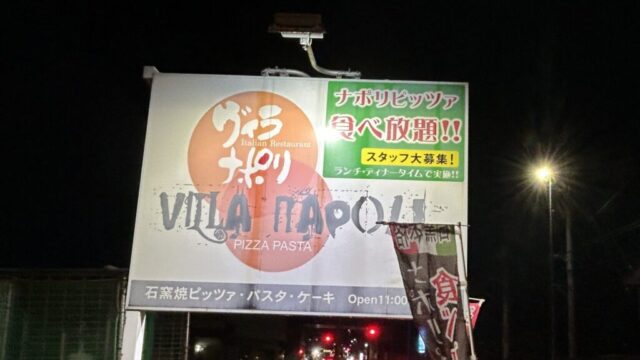 ヴィラ
Italian Restaurant
ナポリ
ナポリピッツァ
食べ放題!!
スタッフ大募集!
ランチ・ディナータイムで実施!!
VILLA NAPOLI
PIZZA PASTA
石窯焼ピッツァ・パスタ・ケーキ Open11:00